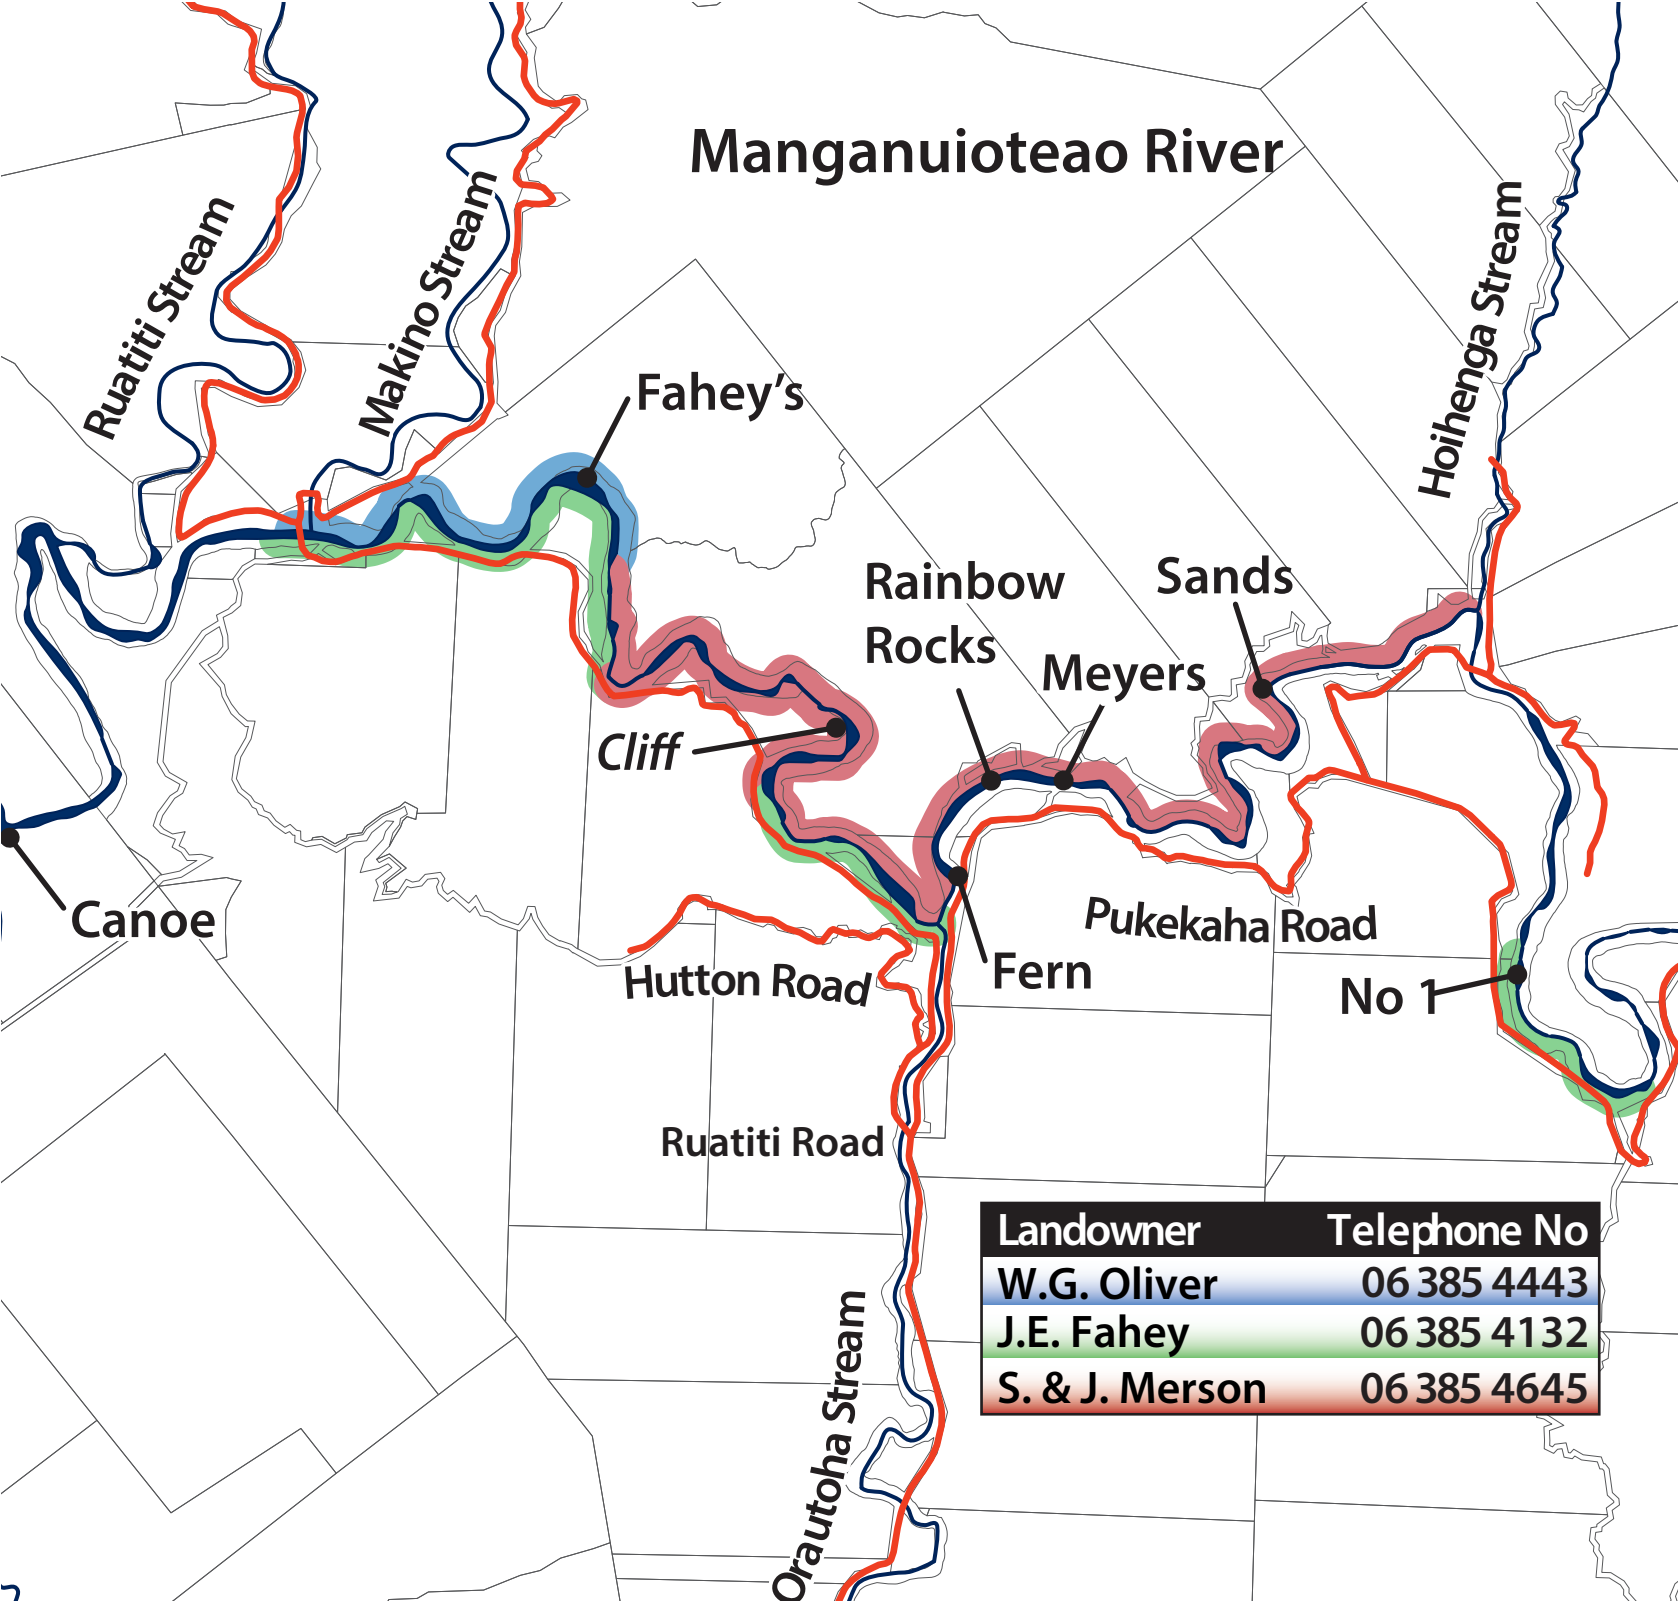 Manganuioteao River
Ruatiti Stream
Makino Stream
Hoihenga Stream
Fahey's
Rainbow
Rocks
Sands
Meyers
Cliff
Canoe
Pukekaha Road
Hutton Road
Fern
No 1
Ruatiti Road
Orautoha Stream
Landowner Telephone No
W.G. Oliver 06 385 4443
J.E. Fahey 06 385 4132
S. & J. Merson 06 385 4645